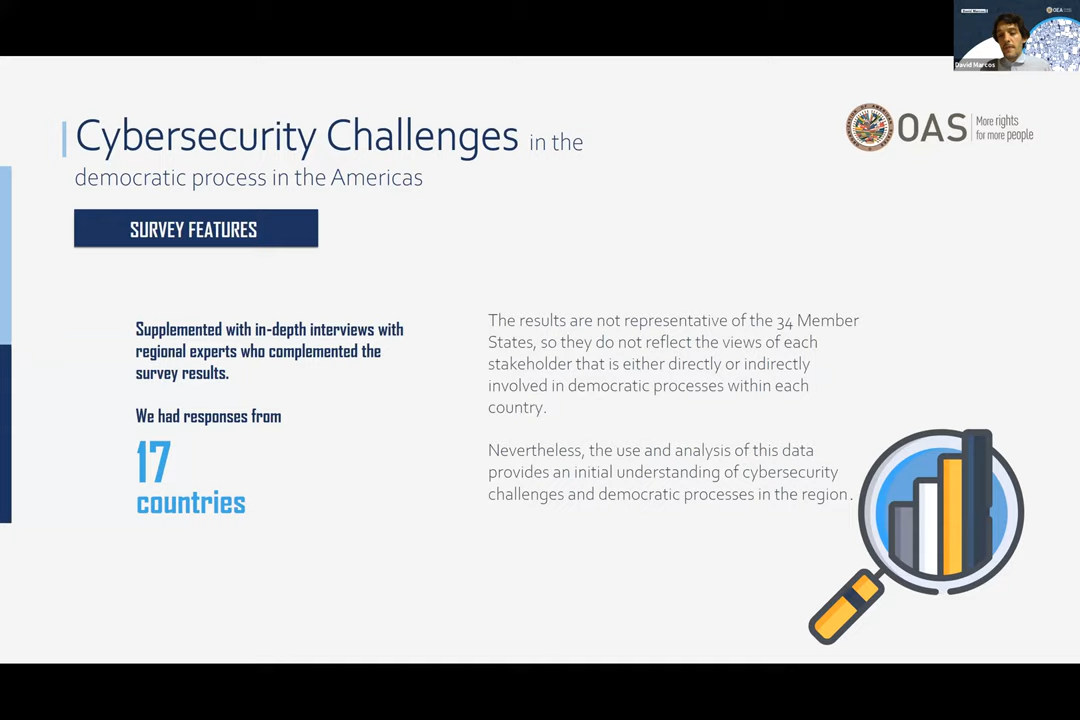 David Marcos
OEA
David Marcos
Cybersecurity Challenges in the
democratic process in the Americas
OAS
More rights
for more people
SURVEY FEATURES
Supplemented with in-depth interviews with
regional experts who complemented the
survey results.
We had responses from
17
countries
The results are not representative of the 34 Member
States, so they do not reflect the views of each
stakeholder that is either directly or indirectly
involved in democratic processes within each
country.
Nevertheless, the use and analysis of this data
provides an initial understanding of cybersecurity
challenges and democratic processes in the region.